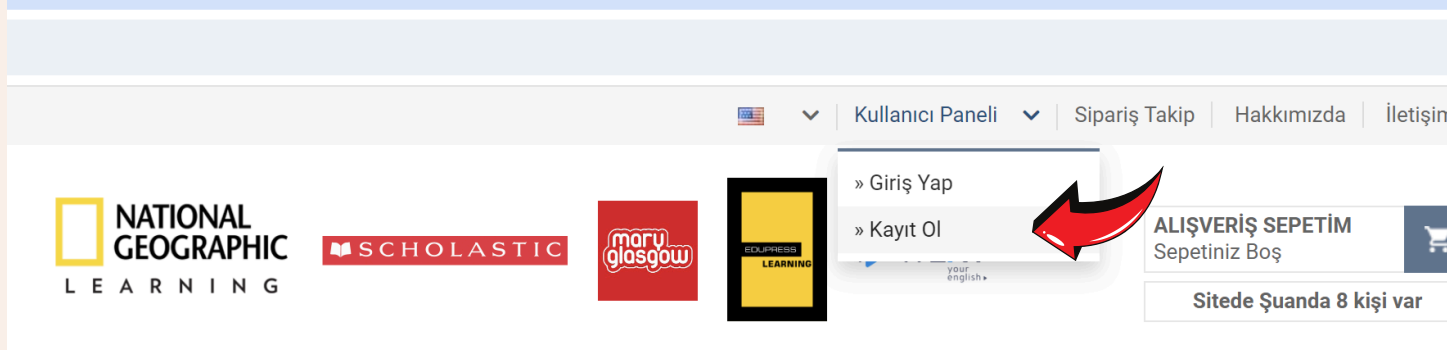 Kullanıcı Paneli
Sipariş Takip
Hakkımızda
» Giriş Yap
» Kayıt Ol
NATIONAL
GEOGRAPHIC
LEARNING
SCHOLASTIC
mary
glasgow
EDUPRESS
LEARNING
your
english
ALIŞVERİŞ SEPETİM
Sepetiniz Boş
Sitede Şuanda 8 kişi var